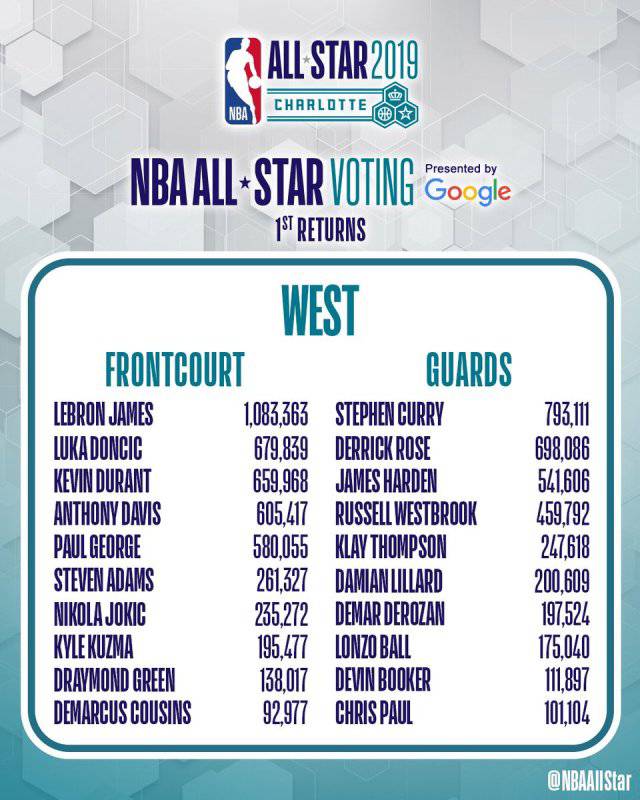 NBA
ALL★STAR 2019
CHARLOTTE
NBA ALL★STAR VOTING
Presented by
Google
1ST RETURNS
WEST
FRONTCOURT
LEBRON JAMES 1,083,363
LUKA DONCIC 679,839
KEVIN DURANT 659,968
ANTHONY DAVIS 605,417
PAUL GEORGE 580,055
STEVEN ADAMS 261,327
NIKOLA JOKIC 235,272
KYLE KUZMA 195,477
DRAYMOND GREEN 138,017
DEMARCUS COUSINS 92,977
GUARDS
STEPHEN CURRY 793,111
DERRICK ROSE 698,086
JAMES HARDEN 541,606
RUSSELL WESTBROOK 459,792
KLAY THOMPSON 247,618
DAMIAN LILLARD 200,609
DEMAR DEROZAN 197,524
LONZO BALL 175,040
DEVIN BOOKER 111,897
CHRIS PAUL 101,104
@NBAAllStar